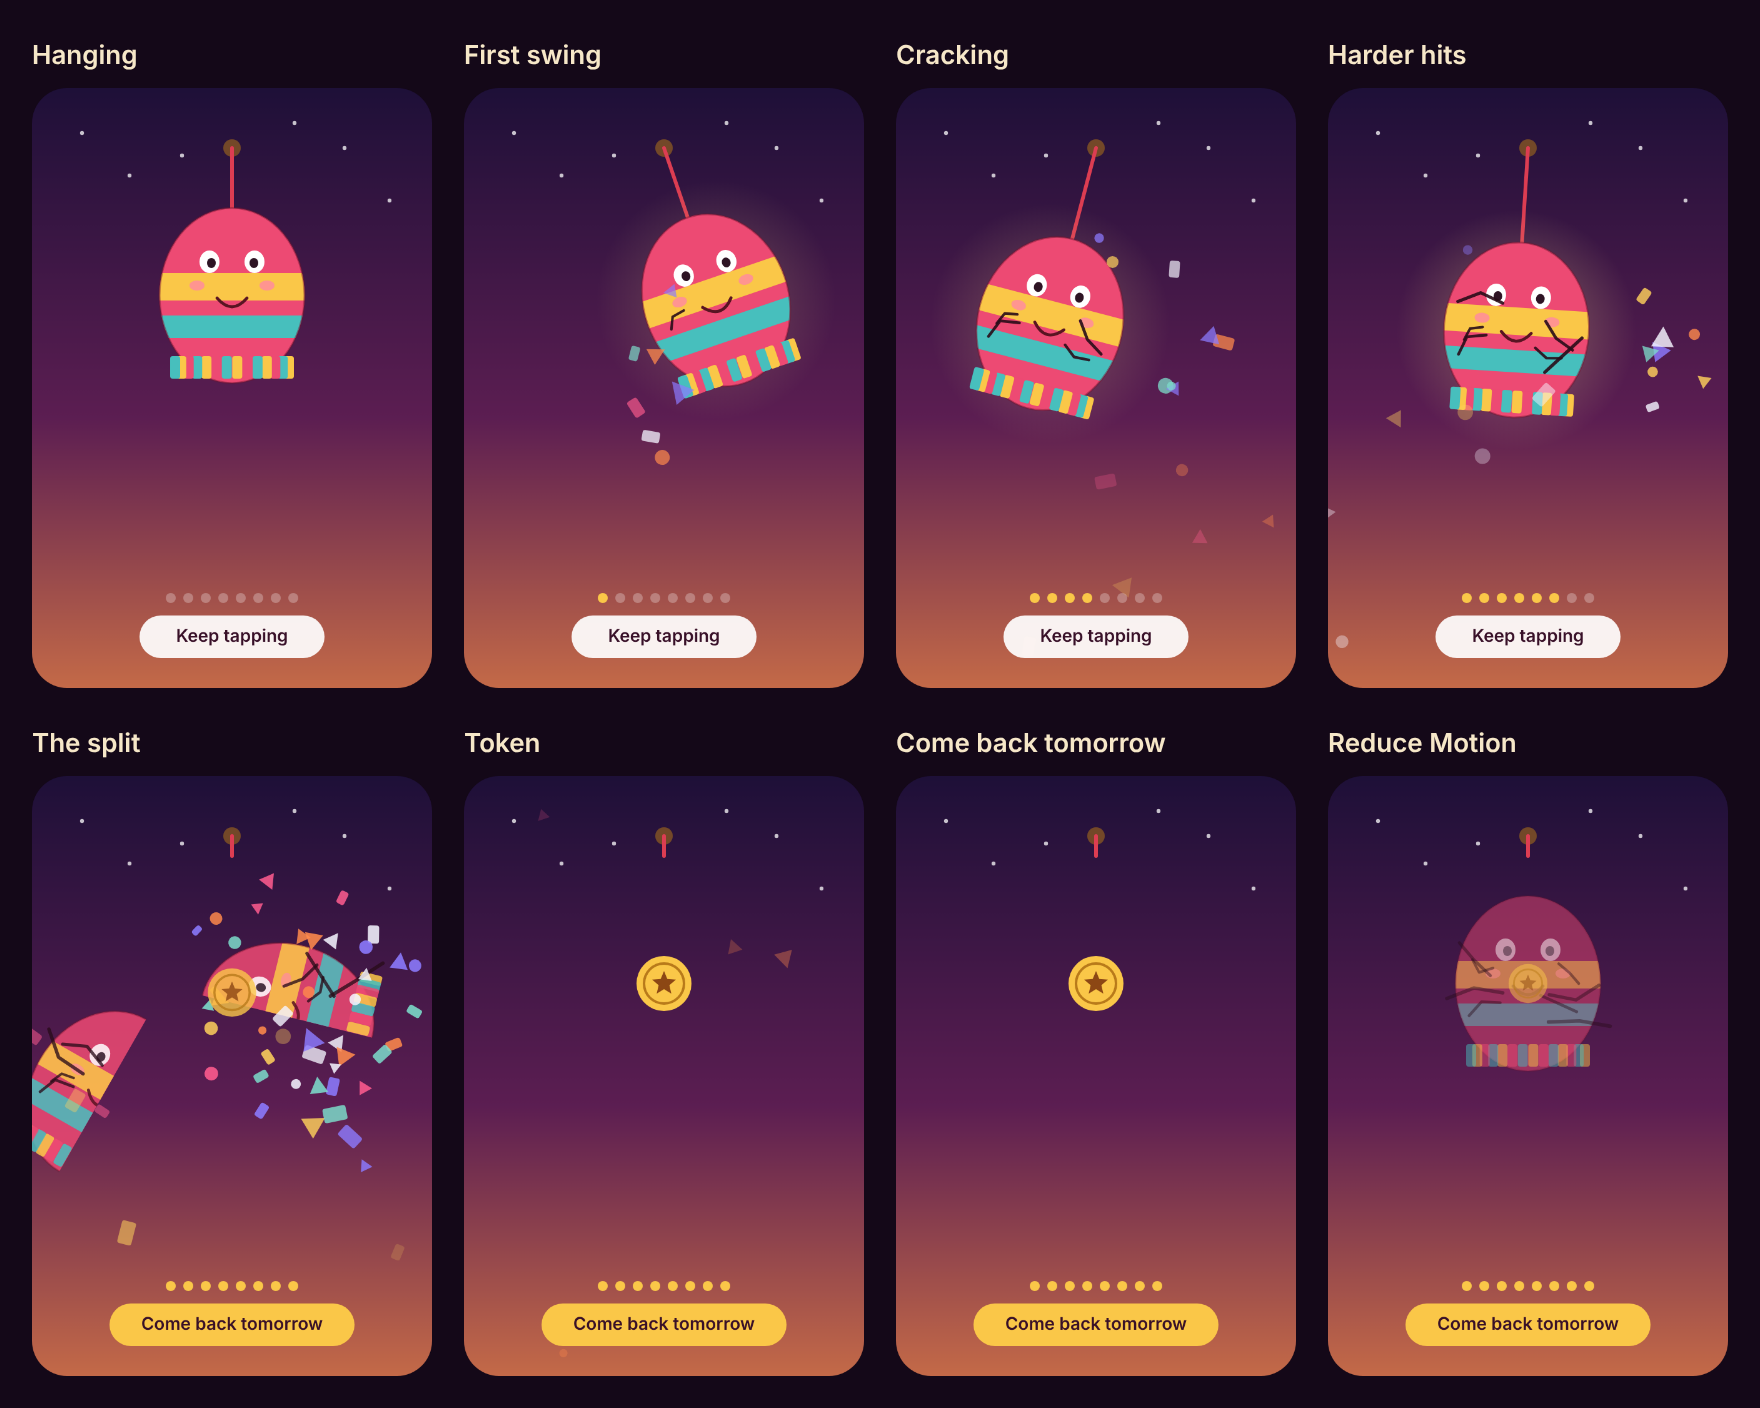 Hanging
First swing
Cracking
Harder hits
Keep tapping
Keep tapping
Keep tapping
Keep tapping
The split
Token
Come back tomorrow
Reduce Motion
Come back tomorrow
Come back tomorrow
Come back tomorrow
Come back tomorrow